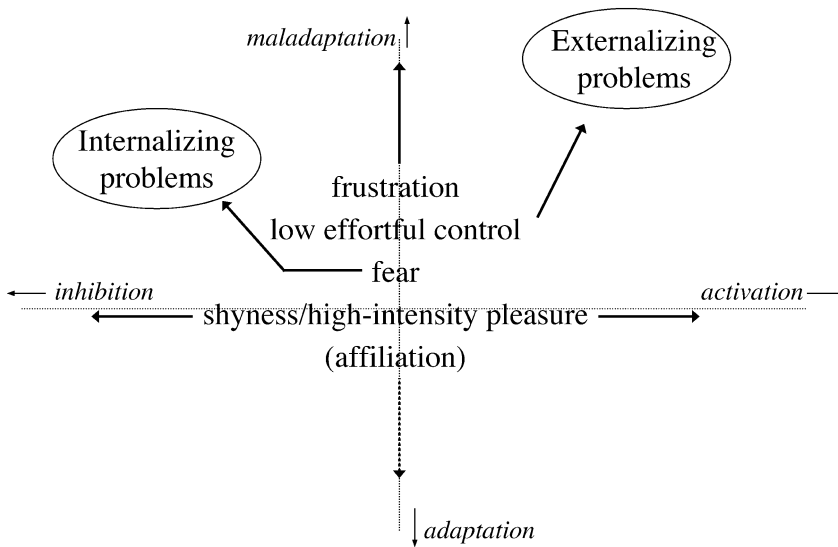 maladaptation
Externalizing
problems
Internalizing
problems
frustration
low effortful control
fear
inhibition
activation
shyness/high-intensity pleasure
(affiliation)
adaptation